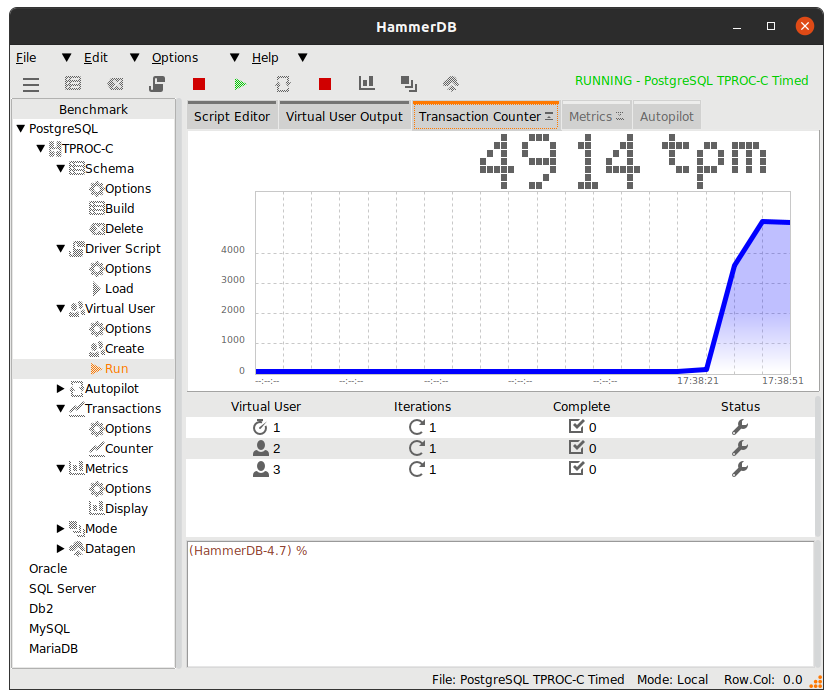 HammerDB
File Edit Options Help
RUNNING - PostgreSQL TPROC-C Timed
Benchmark
PostgreSQL
TPROC-C
Schema
Options
Build
Delete
Driver Script
Options
Load
Virtual User
Options
Create
Run
Autopilot
Transactions
Options
Counter
Metrics
Options
Display
Mode
Datagen
Oracle
SQL Server
Db2
MySQL
MariaDB
Script Editor Virtual User Output Transaction Counter Metrics Autopilot
4914 tpm
4000
3000
2000
1000
0
--:--:-- --:--:-- --:--:-- --:--:-- --:--:-- 17:38:21 17:38:51
Virtual User Iterations Complete Status
1 1 0
2 1 0
3 1 0
(HammerDB-4.7) %
File: PostgreSQL TPROC-C Timed Mode: Local Row.Col: 0.0